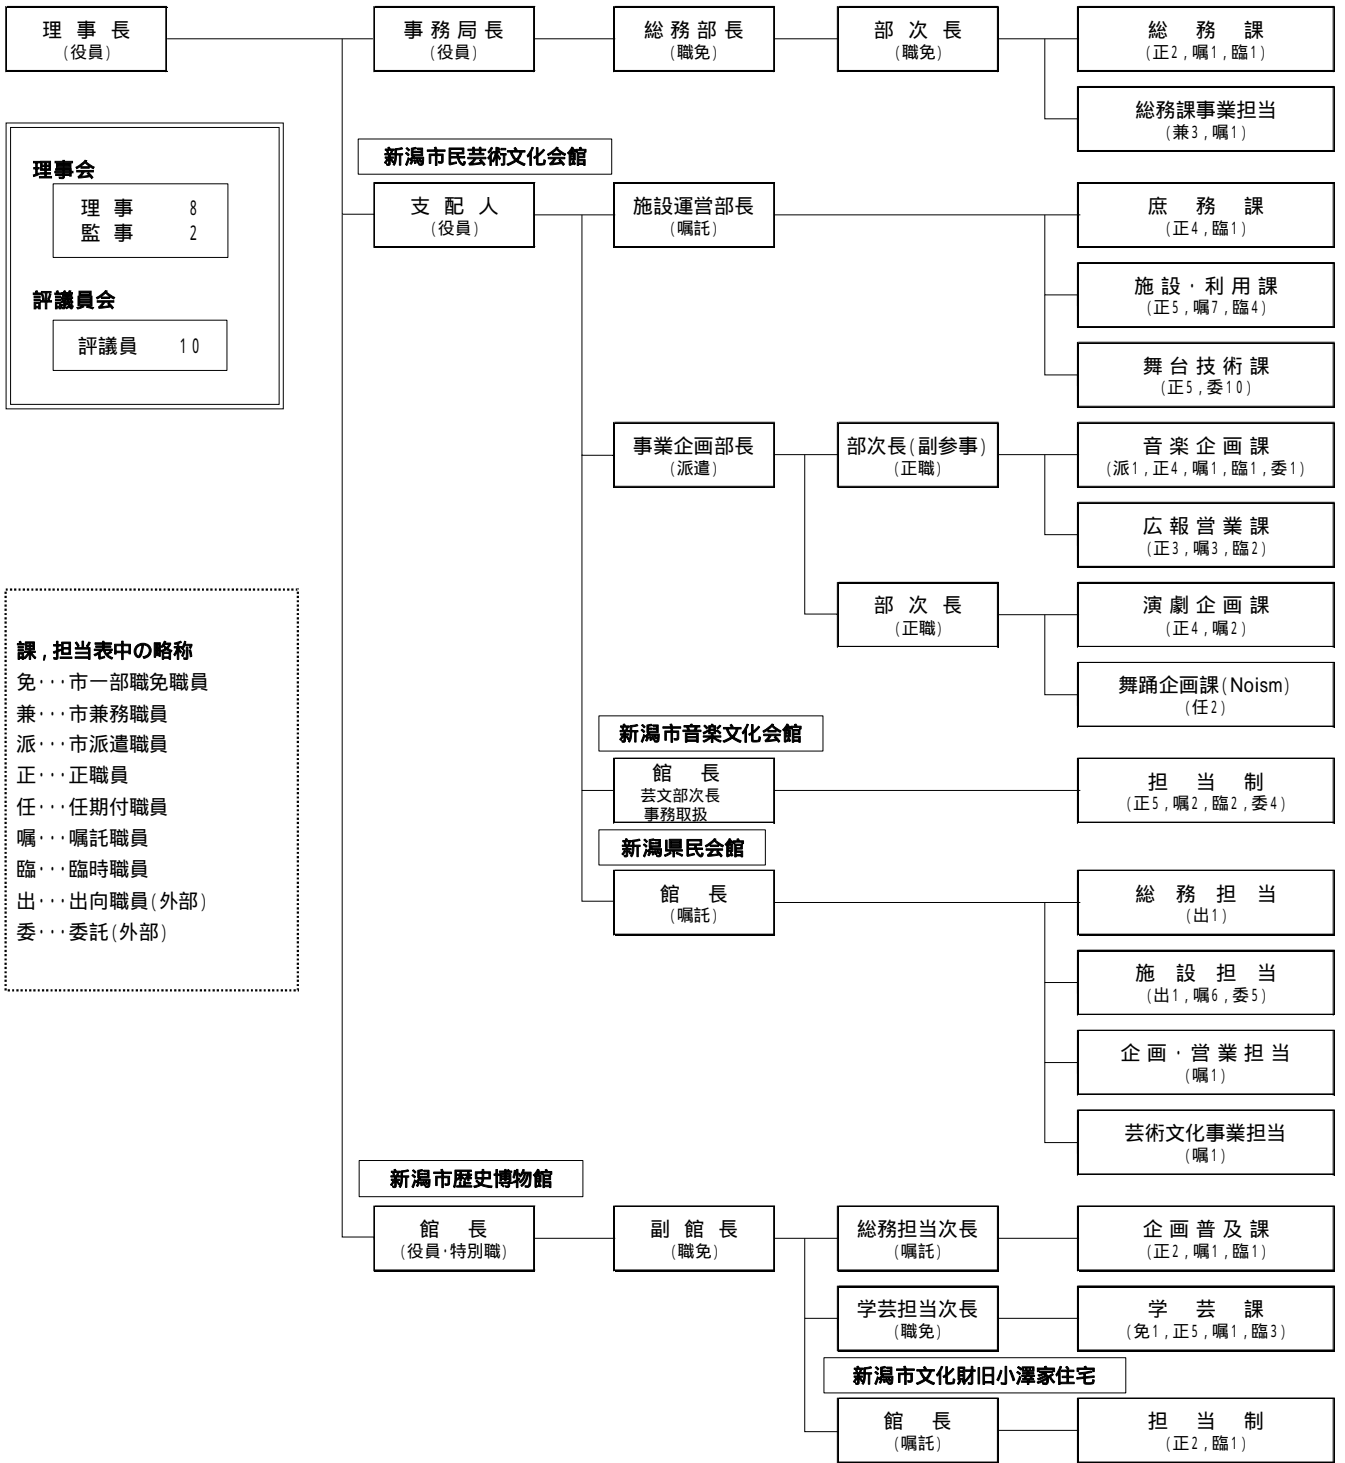 理事長
(役員)
事務局長
(役員)
総務部長
(職免)
部次長
(職免)
総務課
(正2,嘱1,臨1)
総務課事業担当
(兼3,嘱1)
理事会
理事 8
監事 2
評議員会
評議員 10
新潟市民芸術文化会館
支配人
(役員)
施設運営部長
(嘱託)
庶務課
(正4,臨1)
施設・利用課
(正5,嘱7,臨4)
舞台技術課
(正5,委10)
事業企画部長
(派遣)
部次長(副参事)
(正職)
音楽企画課
(派1,正4,嘱1,臨1,委1)
広報営業課
(正3,嘱3,臨2)
部次長
(正職)
演劇企画課
(正4,嘱2)
舞踊企画課(Noism)
(任2)
課,担当表中の略称
免・・・市一部職免職員
兼・・・市兼務職員
派・・・市派遣職員
正・・・正職員
任・・・任期付職員
嘱・・・嘱託職員
臨・・・臨時職員
出・・・出向職員(外部)
委・・・委託(外部)
新潟市音楽文化会館
館長
芸文部次長
事務取扱
担当制
(正5,嘱2,臨2,委4)
新潟県民会館
館長
(嘱託)
総務担当
(出1)
施設担当
(出1,嘱6,委5)
企画・営業担当
(嘱1)
芸術文化事業担当
(嘱1)
新潟市歴史博物館
館長
(役員・特別職)
副館長
(職免)
総務担当次長
(嘱託)
企画普及課
(正2,嘱1,臨1)
学芸担当次長
(職免)
学芸課
(免1,正5,嘱1,臨3)
新潟市文化財旧小澤家住宅
館長
(嘱託)
担当制
(正2,臨1)